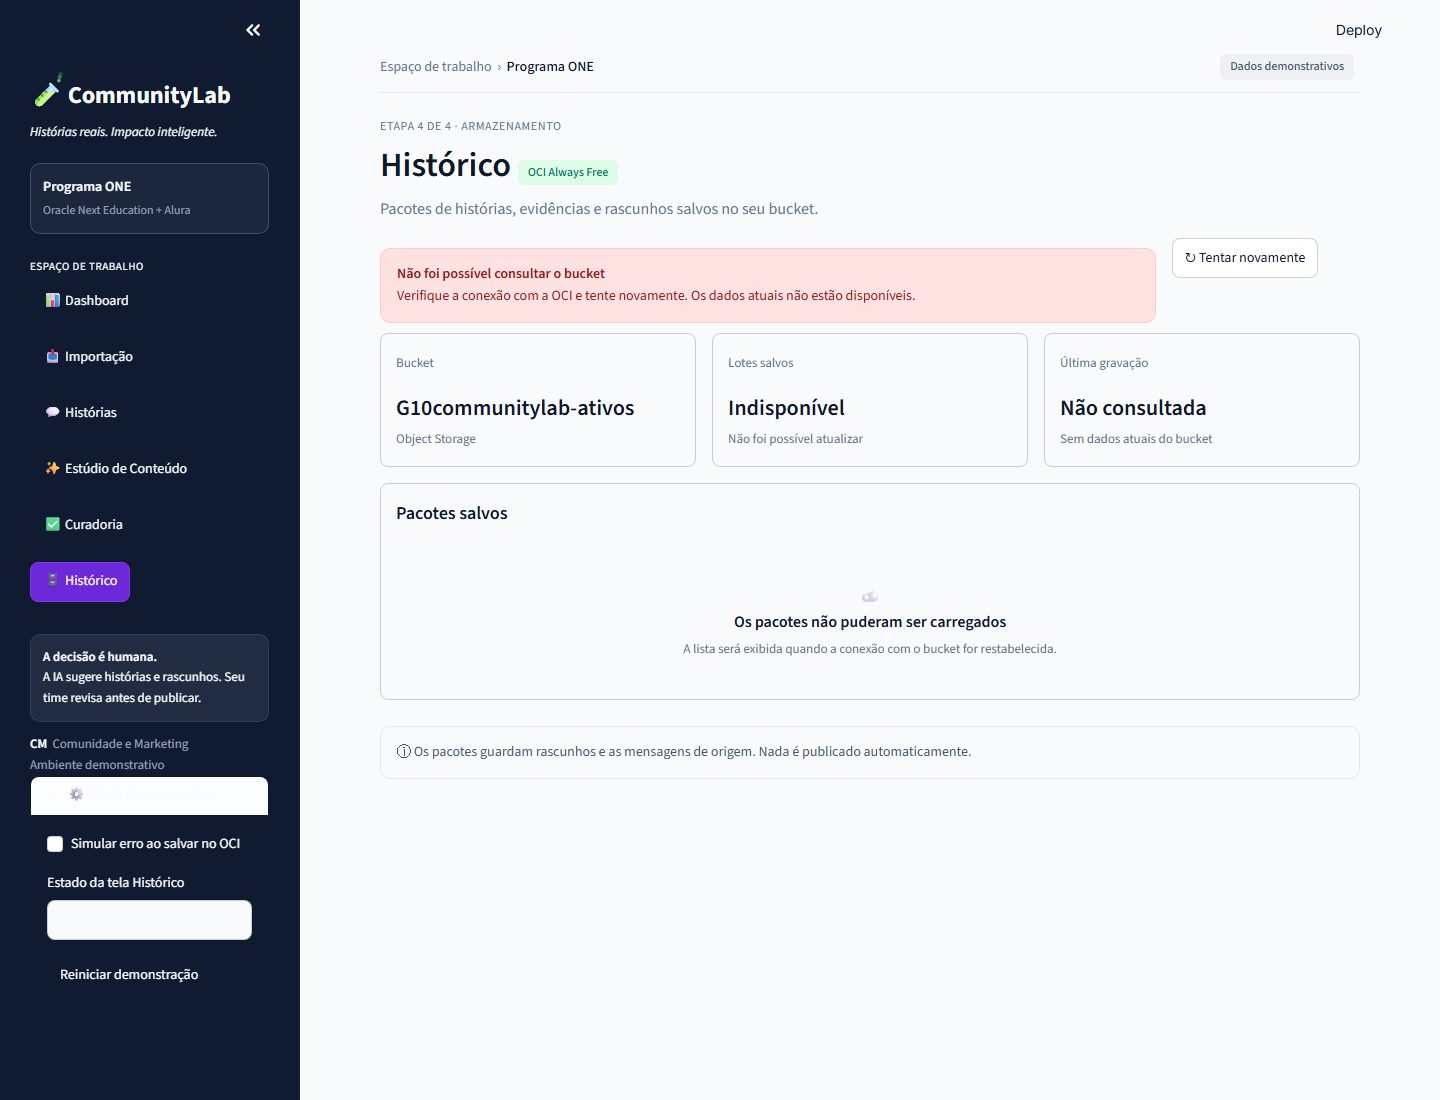 Deploy
CommunityLab
Histórias reais. Impacto inteligente.
Programa ONE
Oracle Next Education + Alura
ESPAÇO DE TRABALHO
Dashboard
Importação
Histórias
Estúdio de Conteúdo
Curadoria
Histórico
A decisão é humana.
A IA sugere histórias e rascunhos. Seu
time revisa antes de publicar.
CM Comunidade e Marketing
Ambiente demonstrativo
Simular erro ao salvar no OCI
Estado da tela Histórico
Reiniciar demonstração
Espaço de trabalho › Programa ONE
Dados demonstrativos
ETAPA 4 DE 4 · ARMAZENAMENTO
Histórico OCI Always Free
Pacotes de histórias, evidências e rascunhos salvos no seu bucket.
Não foi possível consultar o bucket
Verifique a conexão com a OCI e tente novamente. Os dados atuais não estão disponíveis.
↻ Tentar novamente
Bucket
G10communitylab-ativos
Object Storage
Lotes salvos
Indisponível
Não foi possível atualizar
Última gravação
Não consultada
Sem dados atuais do bucket
Pacotes salvos
Os pacotes não puderam ser carregados
A lista será exibida quando a conexão com o bucket for restabelecida.
ⓘ Os pacotes guardam rascunhos e as mensagens de origem. Nada é publicado automaticamente.